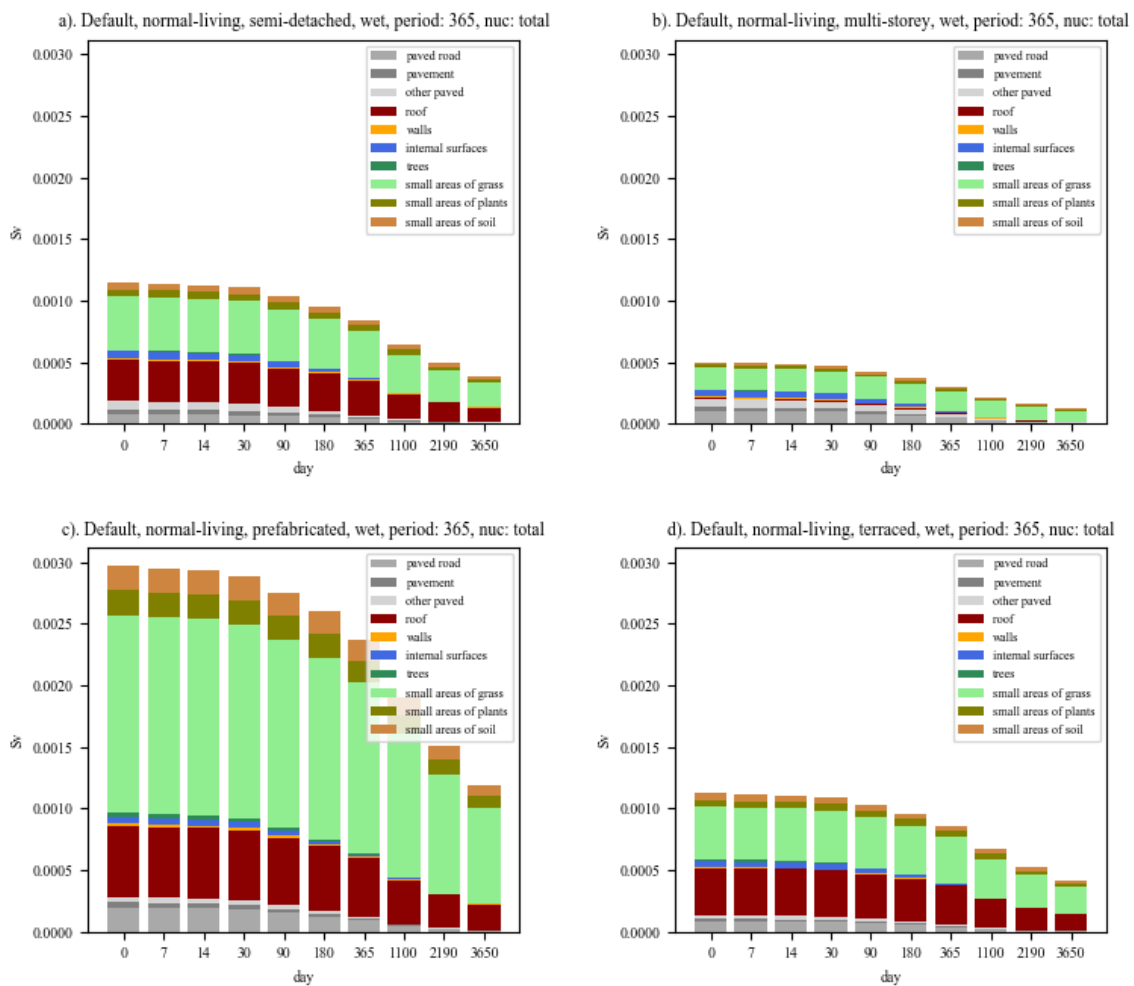 a). Default, normal-living, semi-detached, wet, period: 365, nuc: total
0.0030
0.0025
0.0020
0.0015
0.0010
0.0005
0.0000
Sv
paved road
pavement
other paved
roof
walls
internal surfaces
trees
small areas of grass
small areas of plants
small areas of soil
0 7 14 30 90 180 365 1100 2190 3650
day
b). Default, normal-living, multi-storey, wet, period: 365, nuc: total
0.0030
0.0025
0.0020
0.0015
0.0010
0.0005
0.0000
Sv
paved road
pavement
other paved
roof
walls
internal surfaces
trees
small areas of grass
small areas of plants
small areas of soil
0 7 14 30 90 180 365 1100 2190 3650
day
c). Default, normal-living, prefabricated, wet, period: 365, nuc: total
0.0030
0.0025
0.0020
0.0015
0.0010
0.0005
0.0000
Sv
paved road
pavement
other paved
roof
walls
internal surfaces
trees
small areas of grass
small areas of plants
small areas of soil
0 7 14 30 90 180 365 1100 2190 3650
day
d). Default, normal-living, terraced, wet, period: 365, nuc: total
0.0030
0.0025
0.0020
0.0015
0.0010
0.0005
0.0000
Sv
paved road
pavement
other paved
roof
walls
internal surfaces
trees
small areas of grass
small areas of plants
small areas of soil
0 7 14 30 90 180 365 1100 2190 3650
day